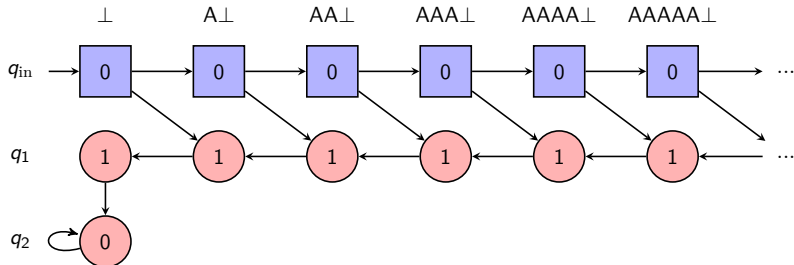 ⊥ A⊥ AA⊥ AAA⊥ AAAA⊥ AAAAA⊥
q_in 0 0 0 0 0 0 ...
q_1 1 1 1 1 1 1 ...
q_2 0